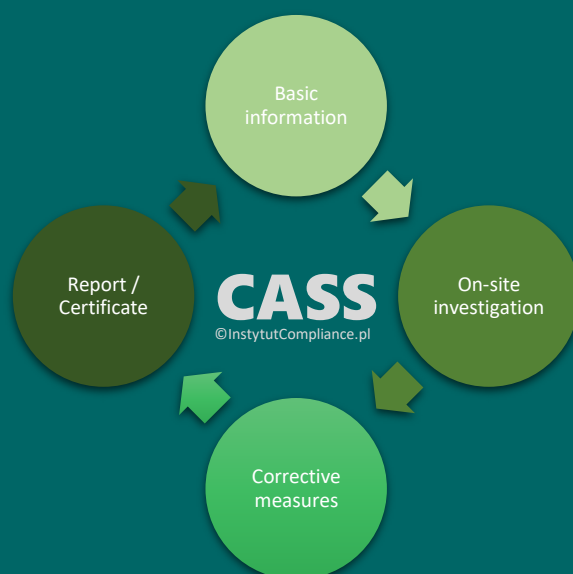 Basic
information
Report /
Certificate
CASS
©InstytutCompliance.pl
On-site
investigation
Corrective
measures